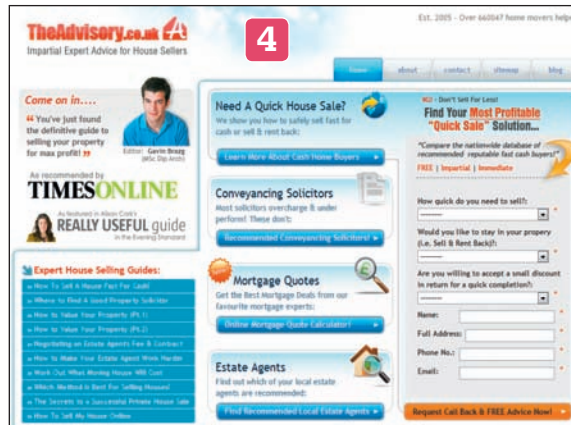 TheAdvisory.co.uk
Impartial Expert Advice for House Sellers
4
Est. 2005 - Over 660047 home movers helpe
home
about
contact
sitemap
blog
Come on in....
“You've just found
the definitive guide to
selling your property
for max profit!”
Editor: Gavin Brazg
(MSc Dip Arch)
As recommended by
TIMESONLINE
As featured in Alison Cork's
REALLY USEFUL guide
in the Evening Standard
Expert House Selling Guides:
» How To Sell A House Fast For Cash!
» Where to Find A Good Property Solicitor
» How to Value Your Property (Pt.1)
» How to Value Your Property (Pt.2)
» Negotiating an Estate Agents Fee & Contract
» How to Make Your Estate Agent Work Harder
» Work Out What Moving House Will Cost
» Which Method is Best For Selling Houses?
» The Secrets to a Successful Private House Sale
» How To Sell My House Online
Need A Quick House Sale?
We show you how to safely sell fast for
cash or sell & rent back:
Learn More About Cash Home Buyers »
Conveyancing Solicitors
Most solicitors overcharge & under
perform! These don't:
Recommended Conveyancing Solicitors! »
Mortgage Quotes
Get the Best Mortgage Deals from our
favourite mortgage experts:
Online Mortgage Quote Calculator! »
Estate Agents
Find out which of your local estate
agents are recommended:
Find Recommended Local Estate Agents »
- Don't Sell For Less!
Find Your Most Profitable
"Quick Sale" Solution...
"Compare the nationwide database of
recommended reputable fast cash buyers!"
FREE | Impartial | Immediate
How quick do you need to sell?: *
--------
Would you like to stay in your propery
(i.e. Sell & Rent Back)?: *
--------
Are you willing to accept a small discount
in return for a quick completion?: *
--------
Name: *
Full Address: *
Phone No.: *
Email: *
Request Call Back & FREE Advice Now! »